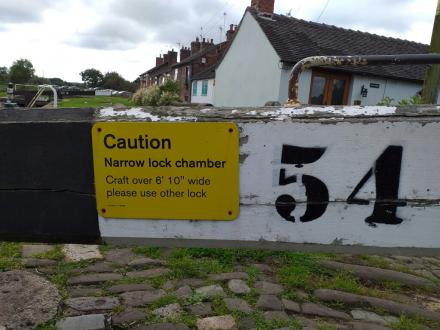 Caution
Narrow lock chamber
Craft over 6' 10" wide
please use other lock
54